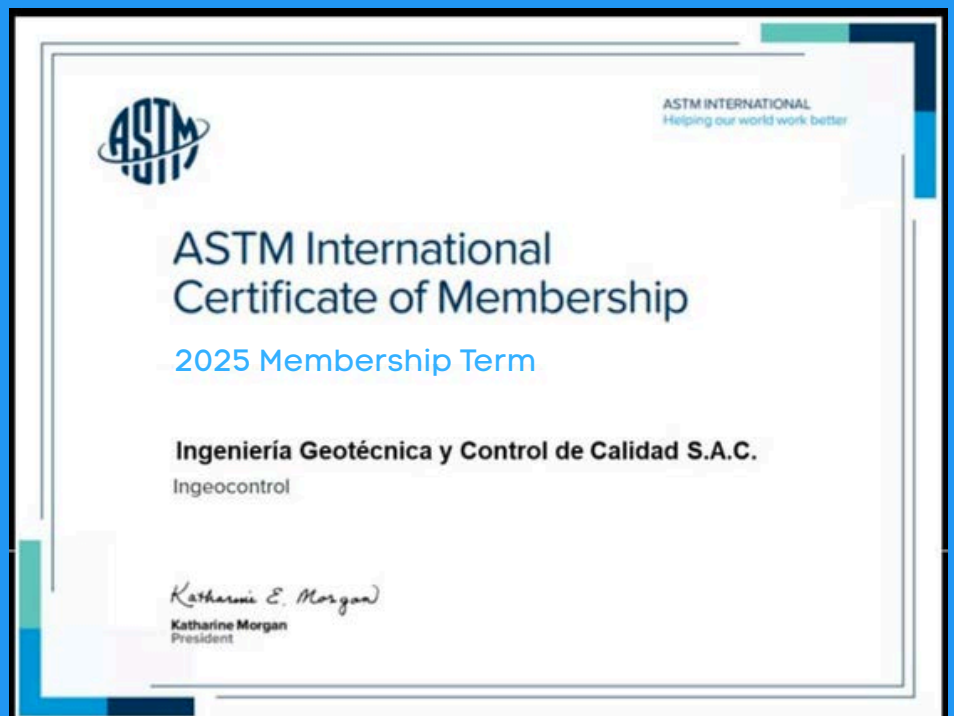 ASTM
ASTM INTERNATIONAL
Helping our world work better
ASTM International
Certificate of Membership
2025 Membership Term
Ingeniería Geotécnica y Control de Calidad S.A.C.
Ingeocontrol
Katharine E. Morgan
Katharine Morgan
President